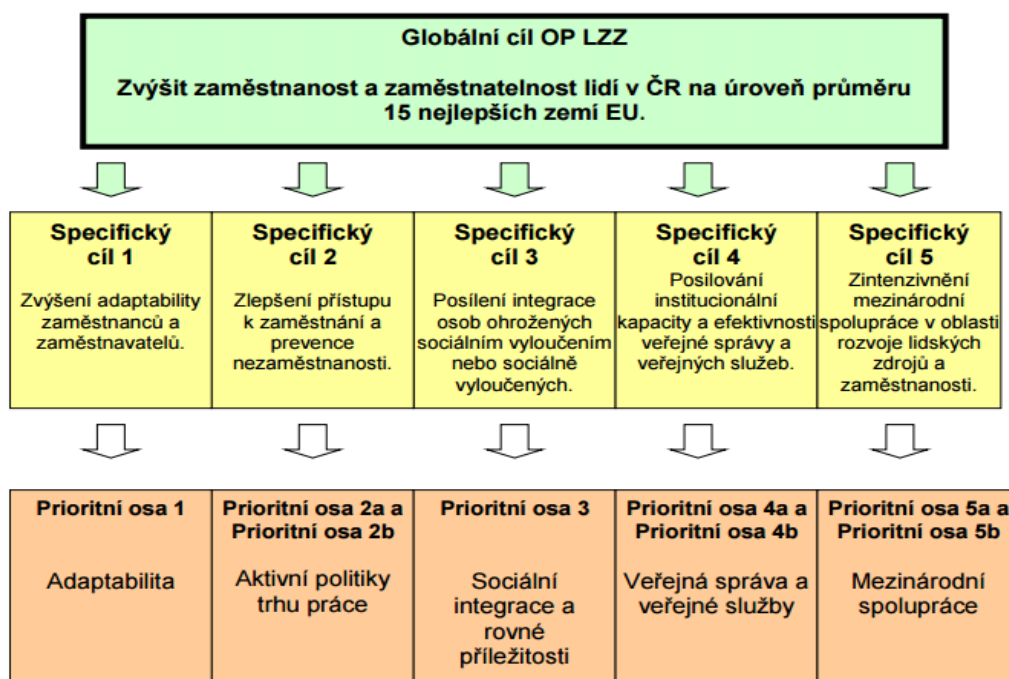 Globální cíl OP LZZ
Zvýšit zaměstnanost a zaměstnatelnost lidí v ČR na úroveň průměru
15 nejlepších zemí EU.
Specifický
cíl 1
Zvýšení adaptability
zaměstnanců a
zaměstnavatelů.
Specifický
cíl 2
Zlepšení přístupu
k zaměstnání a
prevence
nezaměstnanosti.
Specifický
cíl 3
Posílení integrace
osob ohrožených
sociálním vyloučením
nebo sociálně
vyloučených.
Specifický
cíl 4
Posilování
institucionální
kapacity a efektivnosti
veřejné správy a
veřejných služeb.
Specifický
cíl 5
Zintenzivnění
mezinárodní
spolupráce v oblasti
rozvoje lidských
zdrojů a
zaměstnanosti.
Prioritní osa 1
Adaptabilita
Prioritní osa 2a a
Prioritní osa 2b
Aktivní politiky
trhu práce
Prioritní osa 3
Sociální
integrace a
rovné
příležitosti
Prioritní osa 4a a
Prioritní osa 4b
Veřejná správa a
veřejné služby
Prioritní osa 5a a
Prioritní osa 5b
Mezinárodní
spolupráce